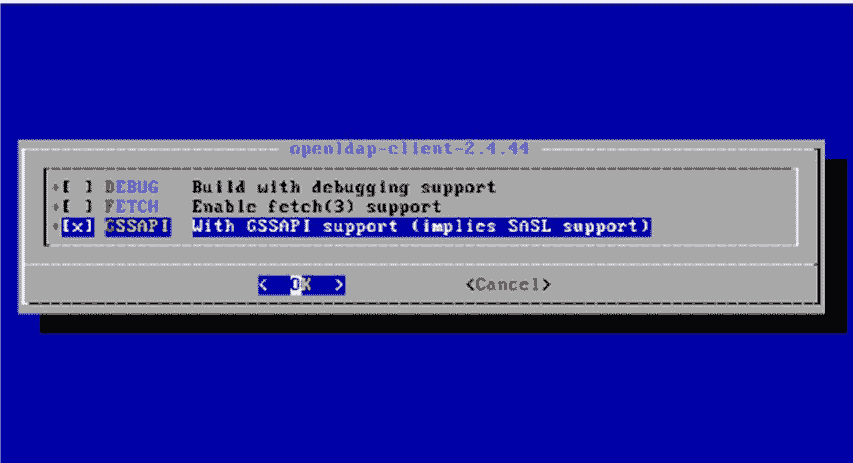 openldap-client-2.4.44
+[ ] DEBUG Build with debugging support
+[ ] FETCH Enable fetch(3) support
+[x] GSSAPI With GSSAPI support (implies SASL support)
< OK > <Cancel>